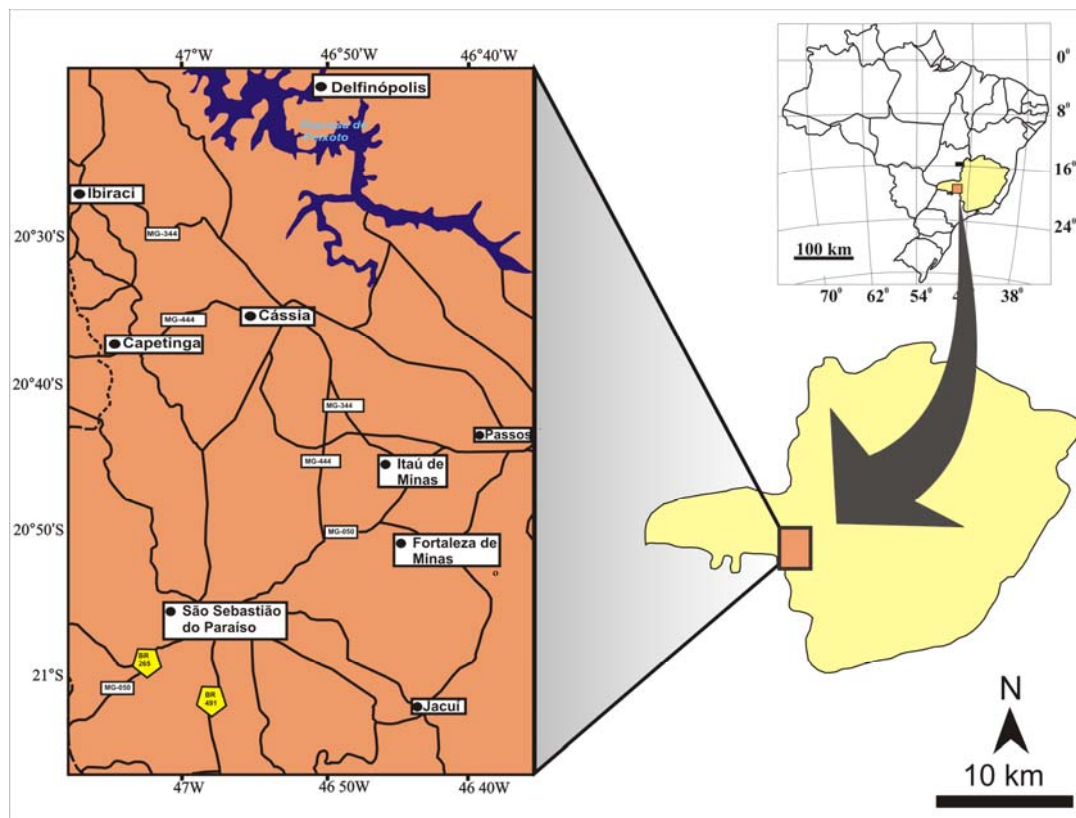 47°W
46°50'W
46°40'W
Delfinópolis
Ibiraci
20°30'S
MG-344
MG-444
Cássia
Capetinga
20°40'S
MG-344
Passos
MG-444
Itaú de
Minas
20°50'S
MG-050
Fortaleza de
Minas
São Sebastião
do Paraíso
21°S
BR
265
MG-050
BR
491
Jacuí
47'W
46 50'W
46 40'W
0°
8°
16°
24°
100 km
70°
62°
54°
38°
N
10 km